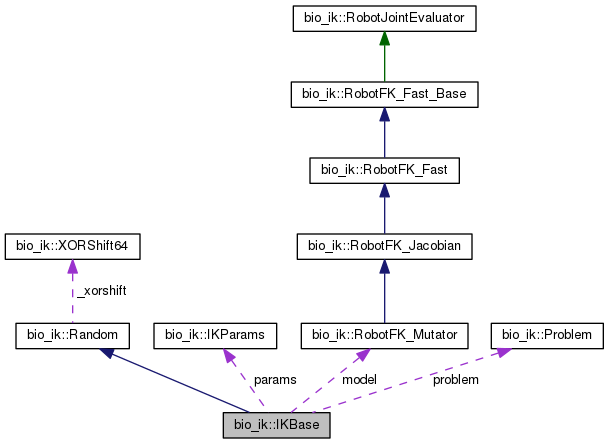 bio_ik::RobotJointEvaluator
bio_ik::RobotFK_Fast_Base
bio_ik::RobotFK_Fast
bio_ik::XORShift64
bio_ik::RobotFK_Jacobian
_xorshift
bio_ik::Random
bio_ik::IKParams
bio_ik::RobotFK_Mutator
bio_ik::Problem
params
model
problem
bio_ik::IKBase